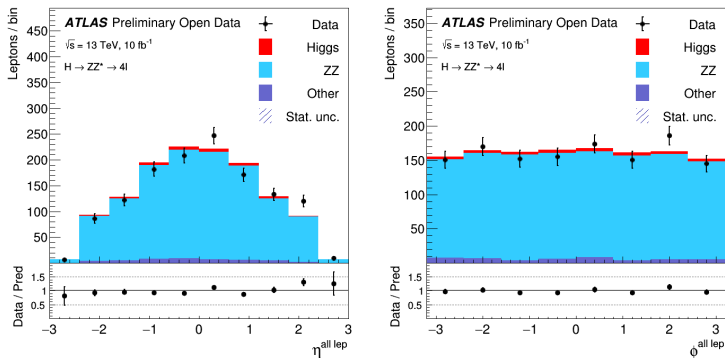 ATLAS Preliminary Open Data
√s = 13 TeV, 10 fb⁻¹
H → ZZ* → 4l
Data
Higgs
ZZ
Other
Stat. unc.
Leptons / bin
450
400
350
300
250
200
150
100
50
Data / Pred
1.5
1
0.5
−3 −2 −1 0 1 2 3
η^all lep
ATLAS Preliminary Open Data
√s = 13 TeV, 10 fb⁻¹
H → ZZ* → 4l
Data
Higgs
ZZ
Other
Stat. unc.
Leptons / bin
350
300
250
200
150
100
50
Data / Pred
1.5
1
0.5
−3 −2 −1 0 1 2 3
ϕ^all lep